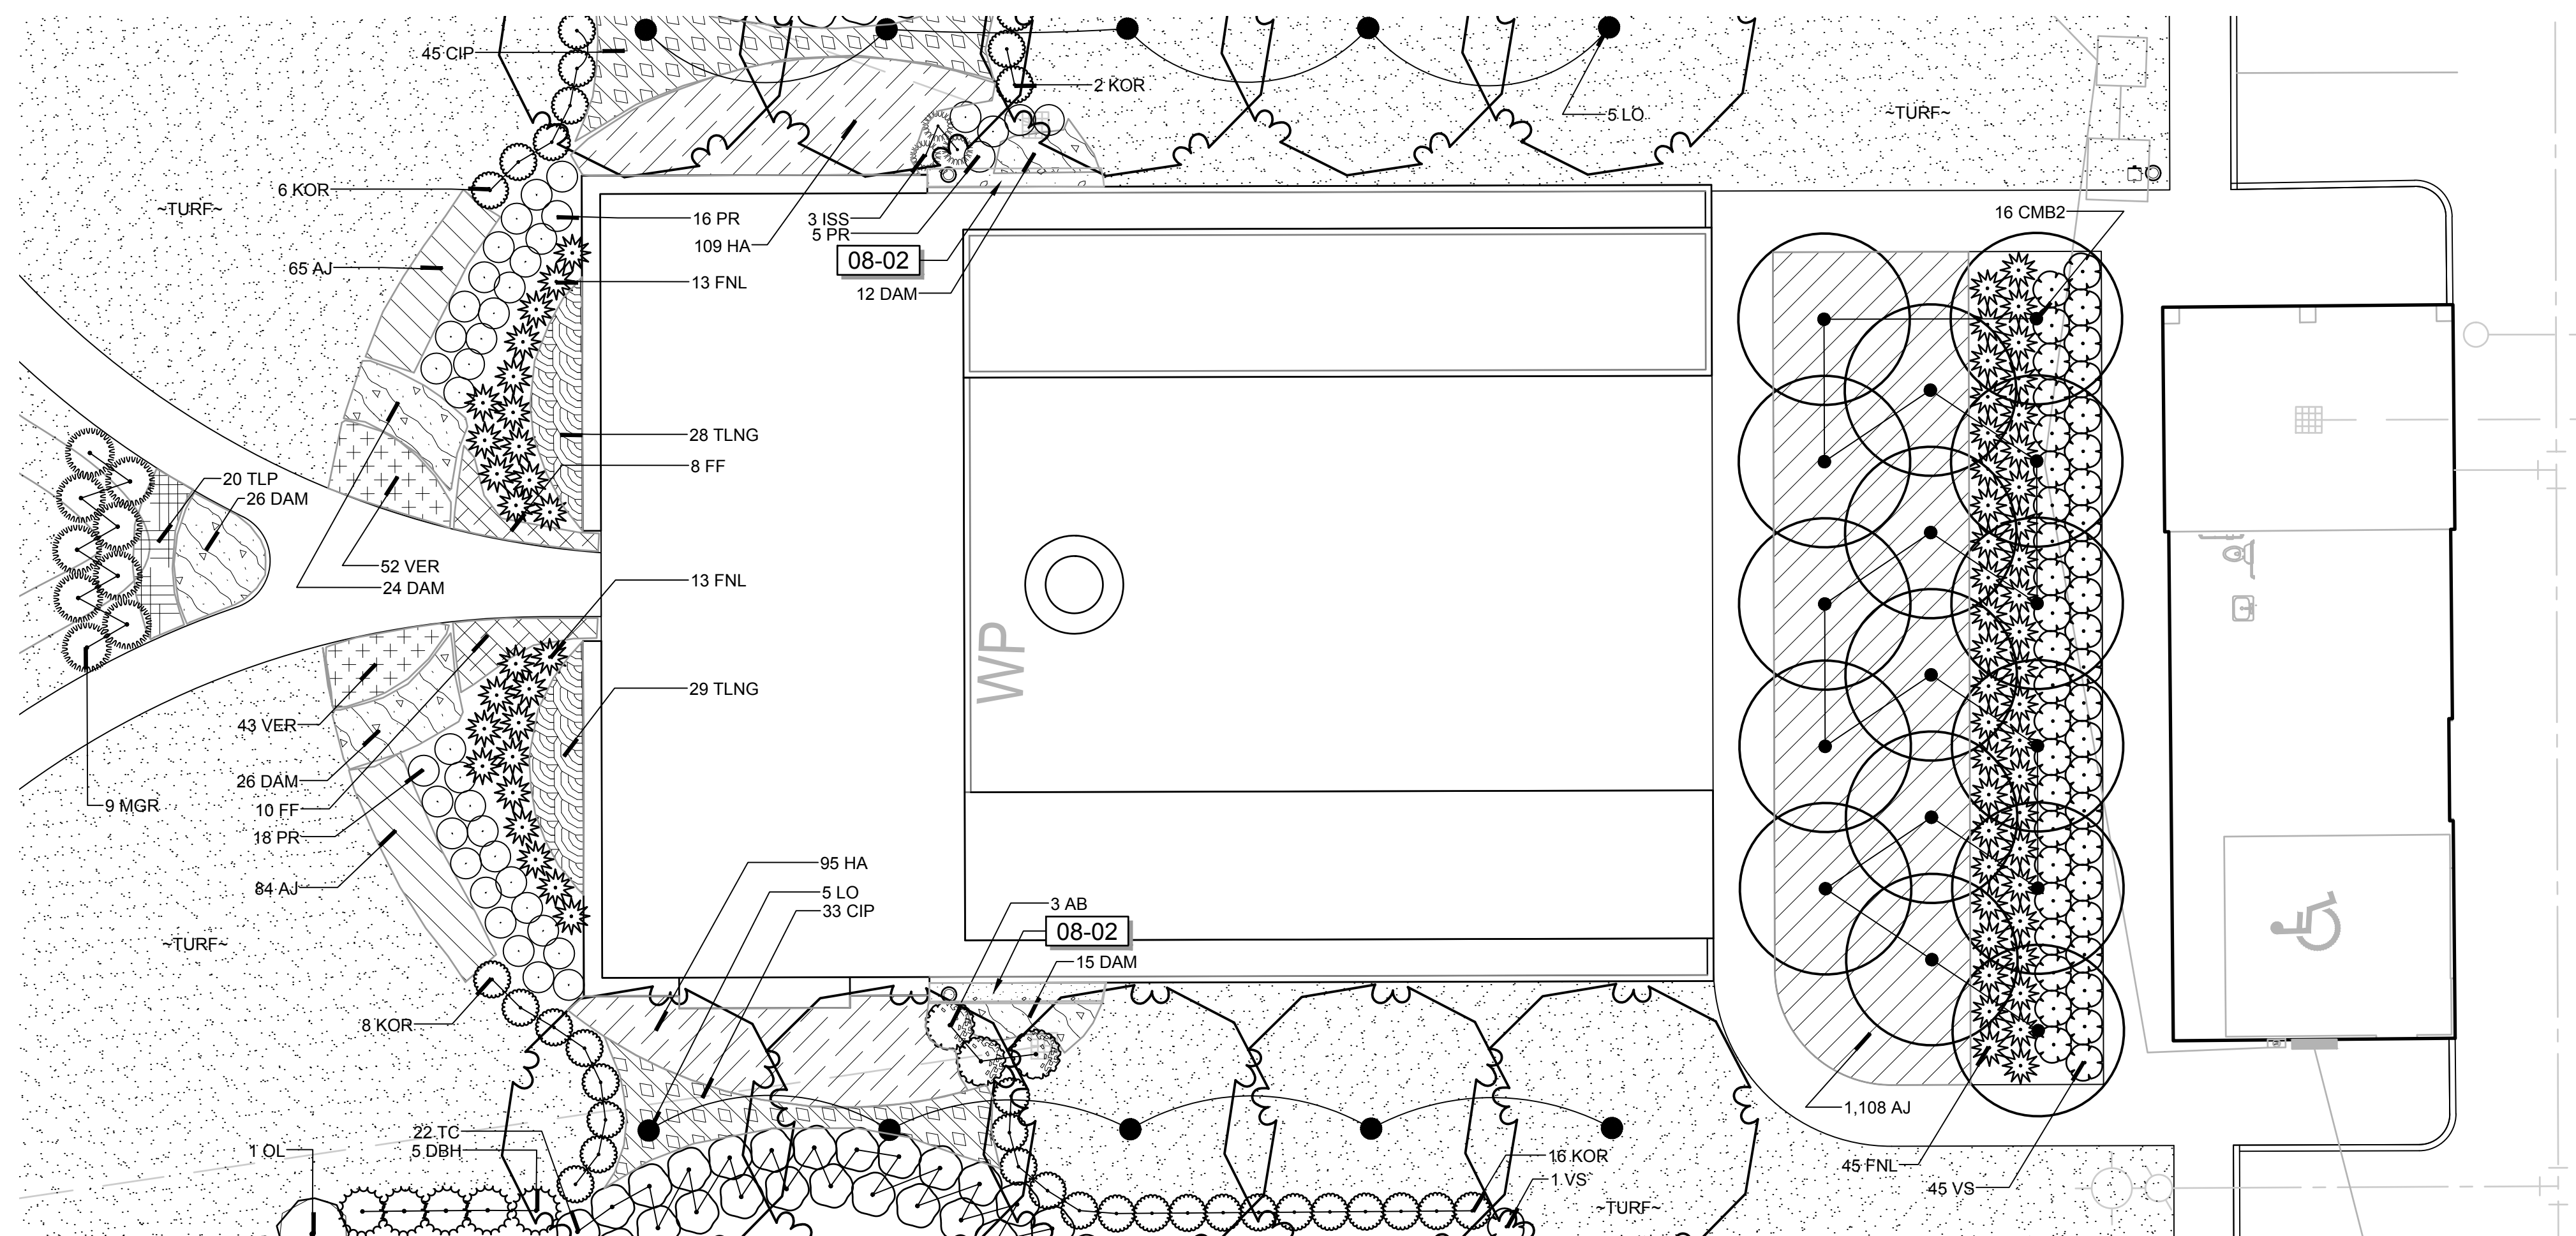 45 CIP
2 KOR
5 LO
~TURF~
6 KOR
~TURF~
16 PR
3 ISS
16 CMB2
5 PR
109 HA
08-02
65 AJ
13 FNL
12 DAM
28 TLNG
8 FF
20 TLP
26 DAM
52 VER
24 DAM
13 FNL
WP
29 TLNG
43 VER
26 DAM
9 MGR
10 FF
18 PR
84 AJ
95 HA
5 LO
3 AB
33 CIP
08-02
~TURF~
15 DAM
8 KOR
1,108 AJ
22 TC
1 OL
5 DBH
16 KOR
45 FNL
1 VS
45 VS
~TURF~